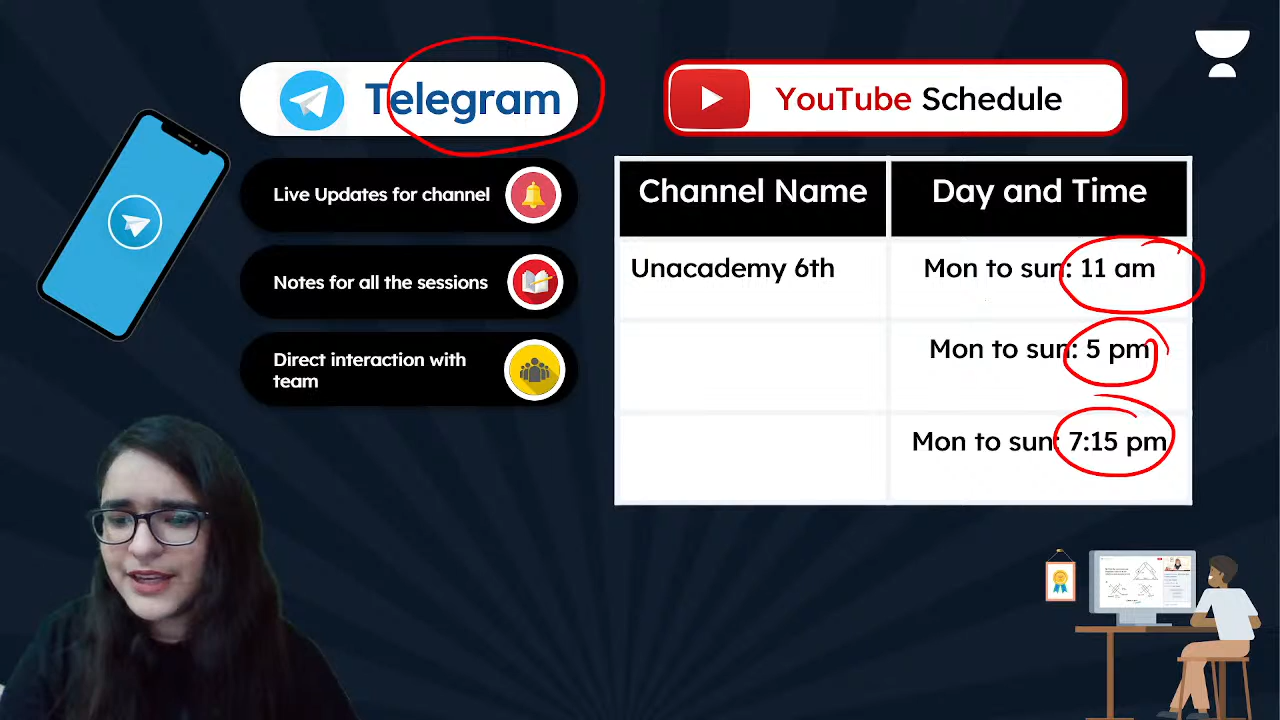 Telegram
Live Updates for channel
Notes for all the sessions
Direct interaction with
team
YouTube Schedule
Channel Name Day and Time
Unacademy 6th Mon to sun: 11 am
Mon to sun: 5 pm
Mon to sun: 7:15 pm